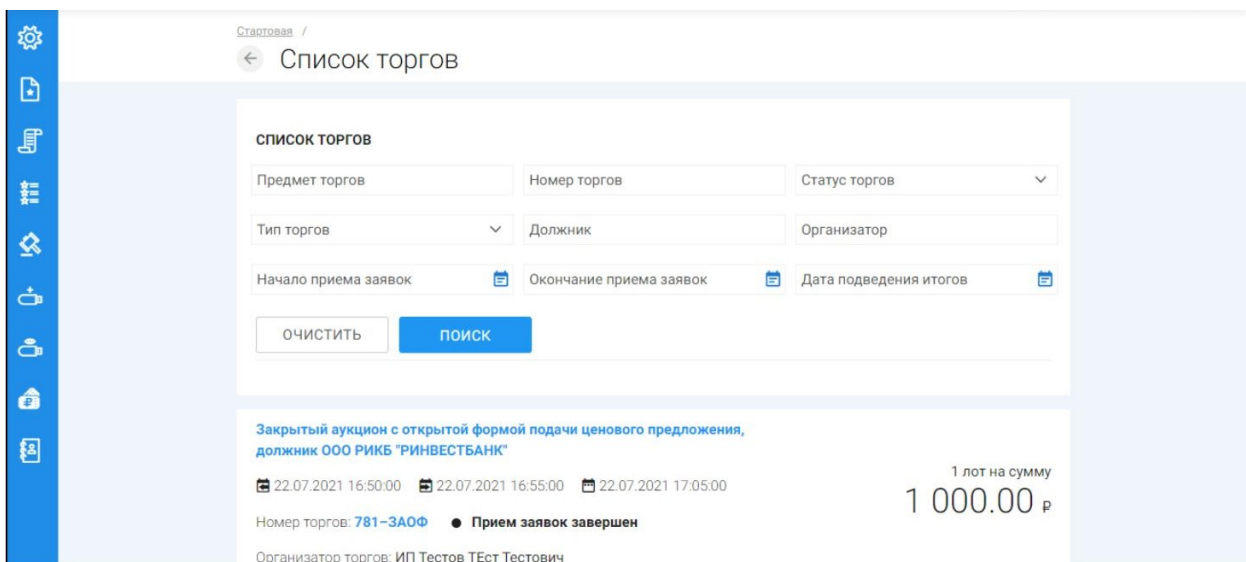 Стартовая /
Список торгов
СПИСОК ТОРГОВ
Предмет торгов Номер торгов Статус торгов
Тип торгов Должник Организатор
Начало приема заявок Окончание приема заявок Дата подведения итогов
ОЧИСТИТЬ ПОИСК
Закрытый аукцион с открытой формой подачи ценового предложения,
должник ООО РИКБ "РИНВЕСТБАНК"
1 лот на сумму
22.07.2021 16:50:00 22.07.2021 16:55:00 22.07.2021 17:05:00
1 000.00 ₽
Номер торгов: 781-ЗАОФ ● Прием заявок завершен
Организатор торгов: ИП Тестов ТЕст Тестович